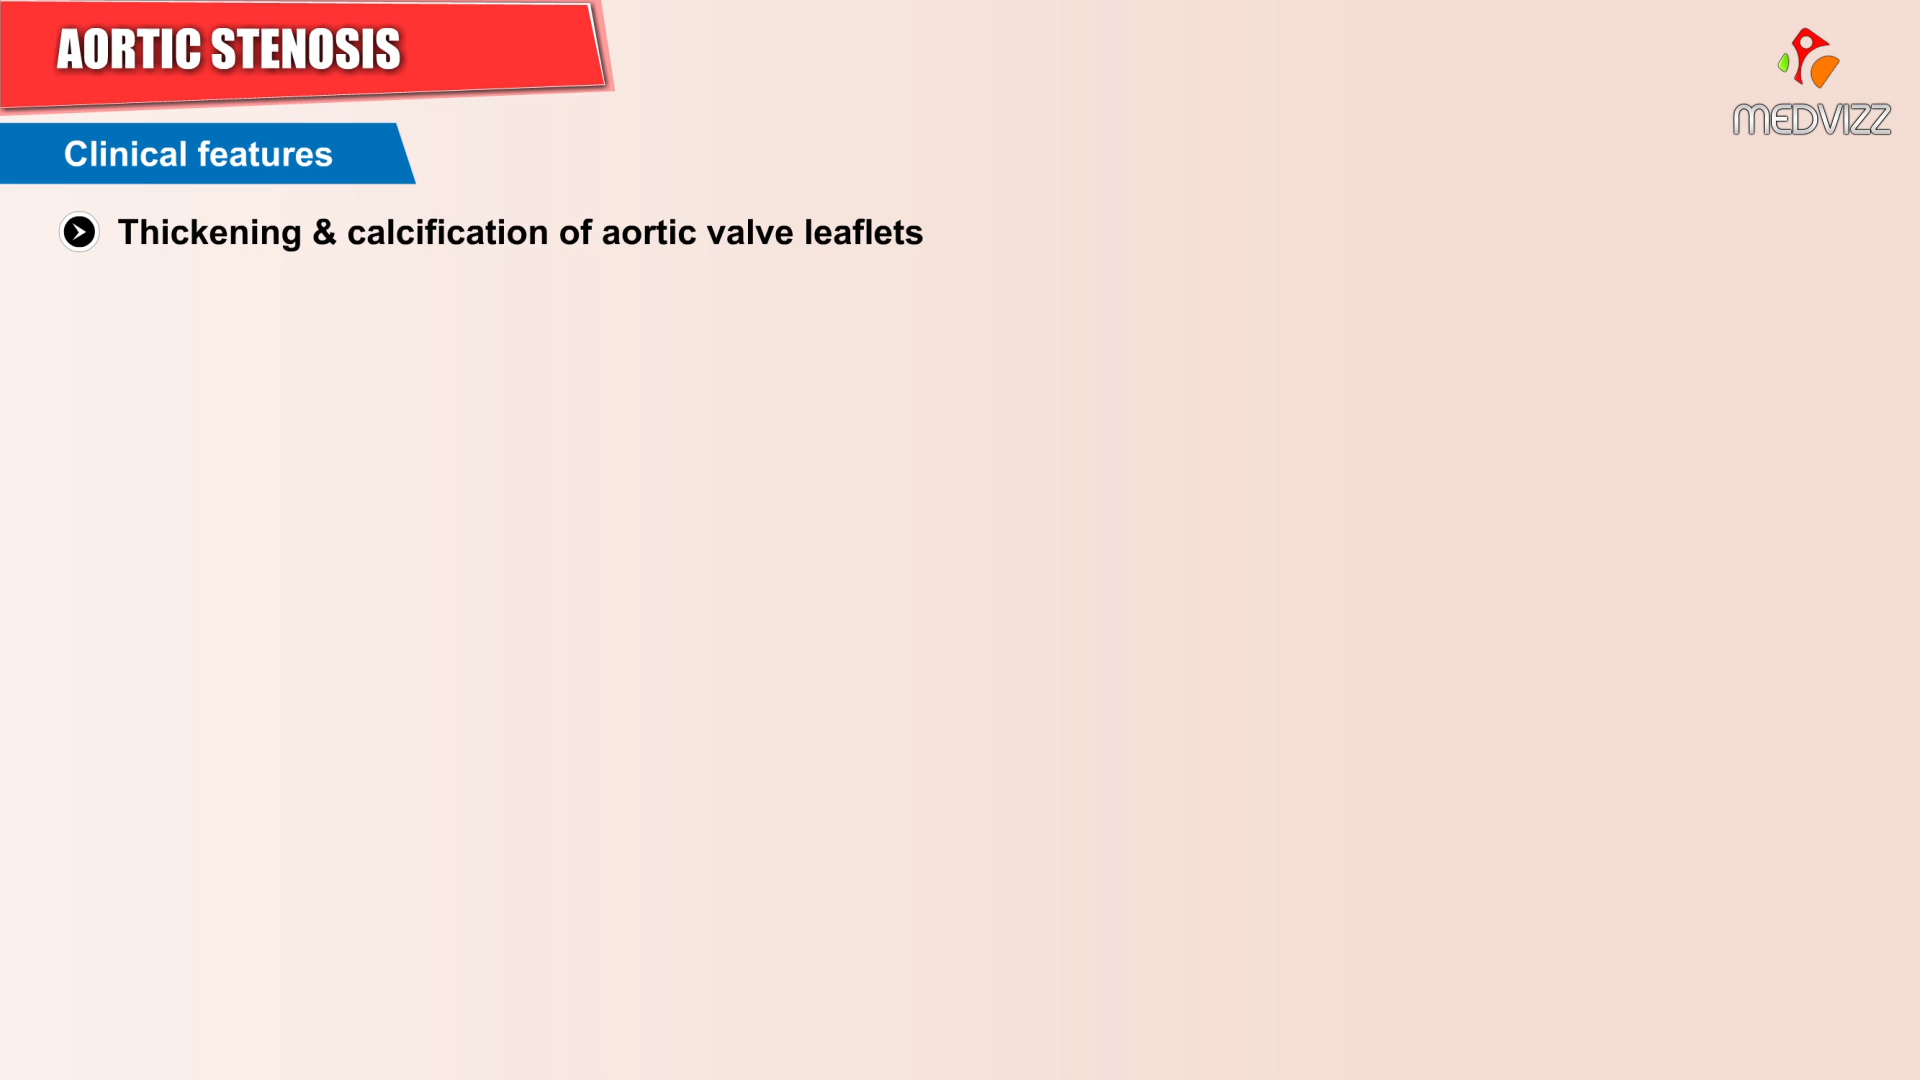 AORTIC STENOSIS
MEDVIZZ
Clinical features
Thickening & calcification of aortic valve leaflets